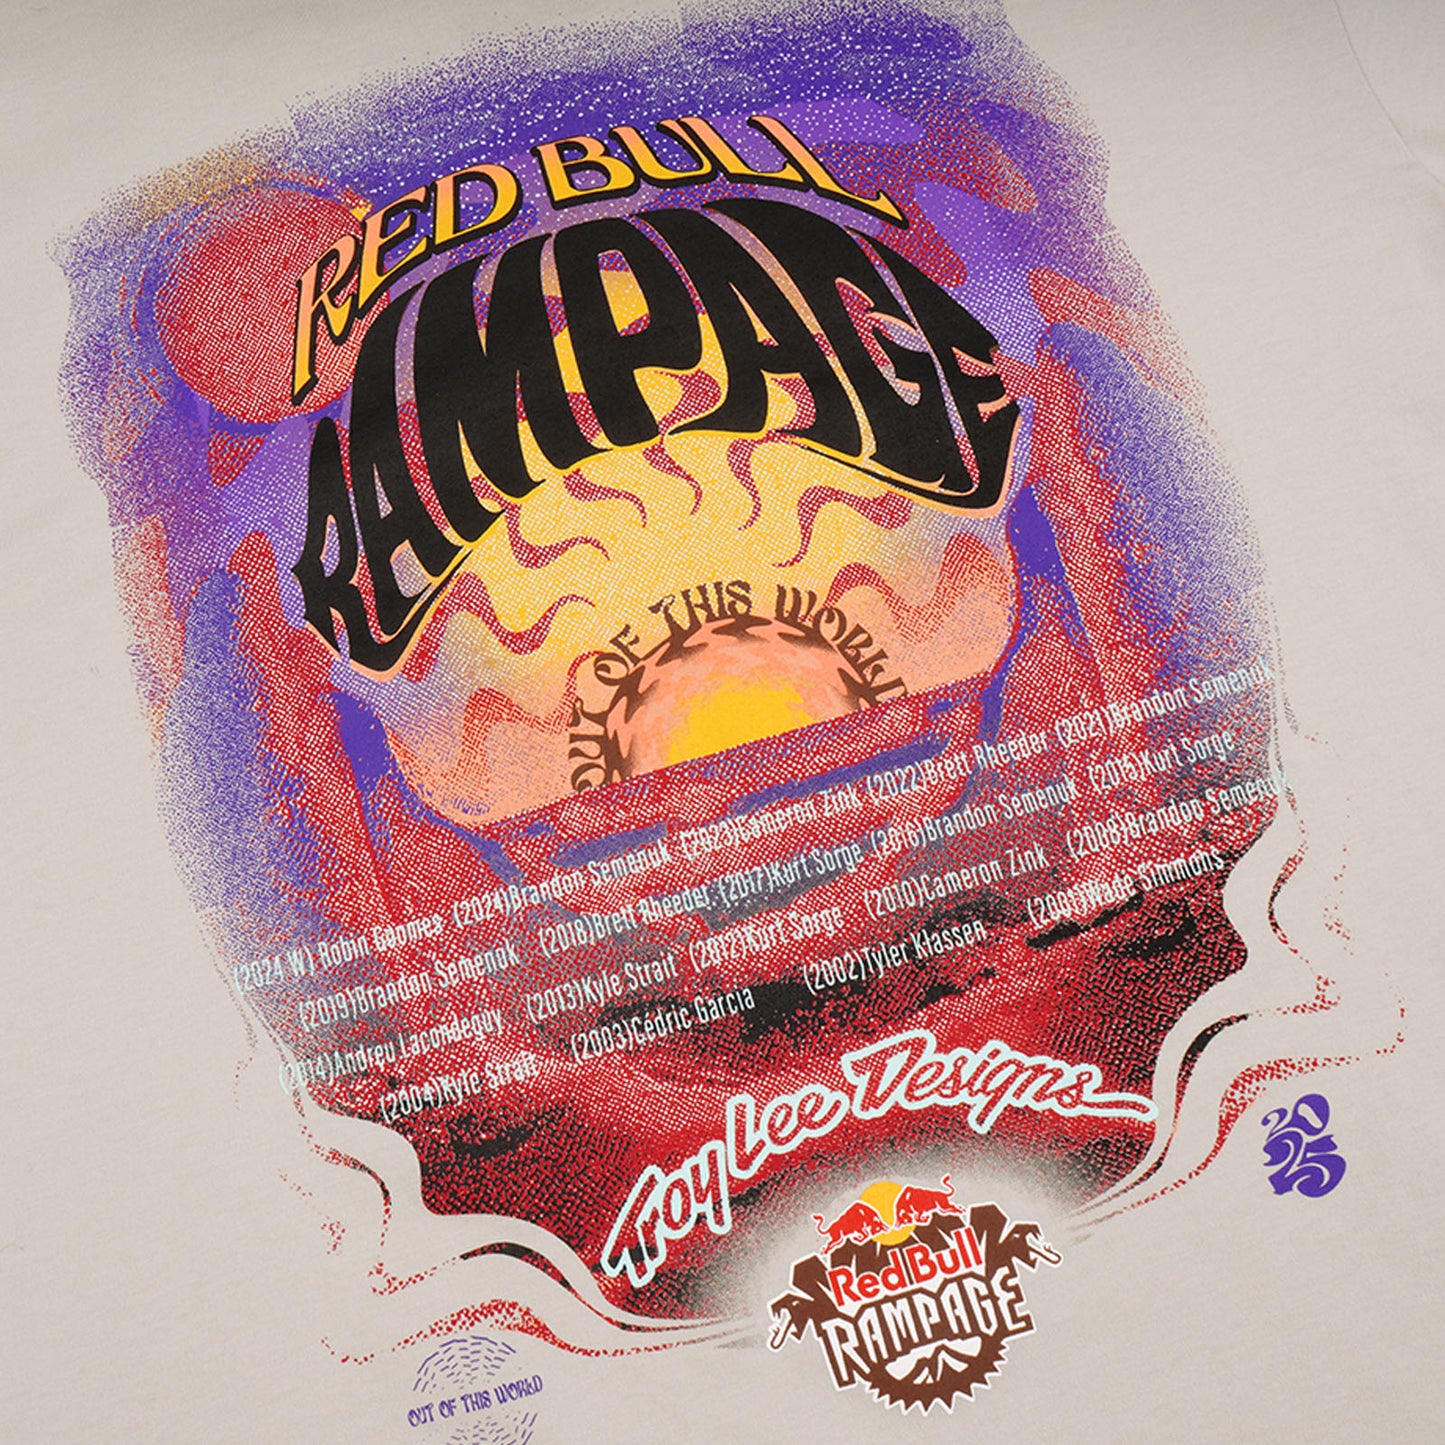 RED BULL
RAMPAGE
OUT OF THIS WORLD
(2024 W) Robin Goomes (2024)Brandon Semenuk (2023)Cameron Zink (2022)Brett Rheeder (2021)Brandon Semenuk
(2019)Brandon Semenuk (2018)Brett Rheeder (2017)Kurt Sorge (2016)Brandon Semenuk (2015)Kurt Sorge
(2014)Andreu Lacondeguy (2013)Kyle Strait (2012)Kurt Sorge (2010)Cameron Zink (2008)Brandon Semenuk
(2004)Kyle Strait (2003)Cédric Garcia (2002)Tyler Klassen Wade Simmons
Troy Lee Designs
2025
Red Bull
RAMPAGE
OUT OF THIS WORLD